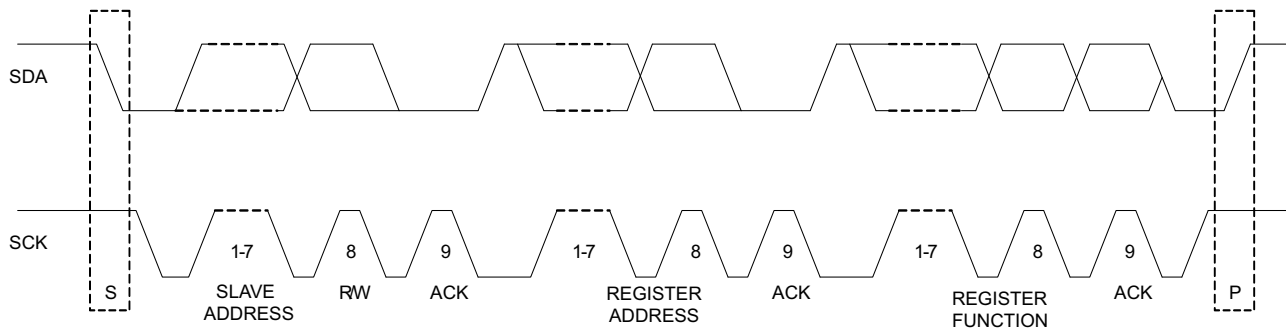 SDA
SCK
1-7 8 9 1-7 8 9 1-7 8 9
S SLAVE ADDRESS R/W ACK REGISTER ADDRESS ACK REGISTER FUNCTION ACK P